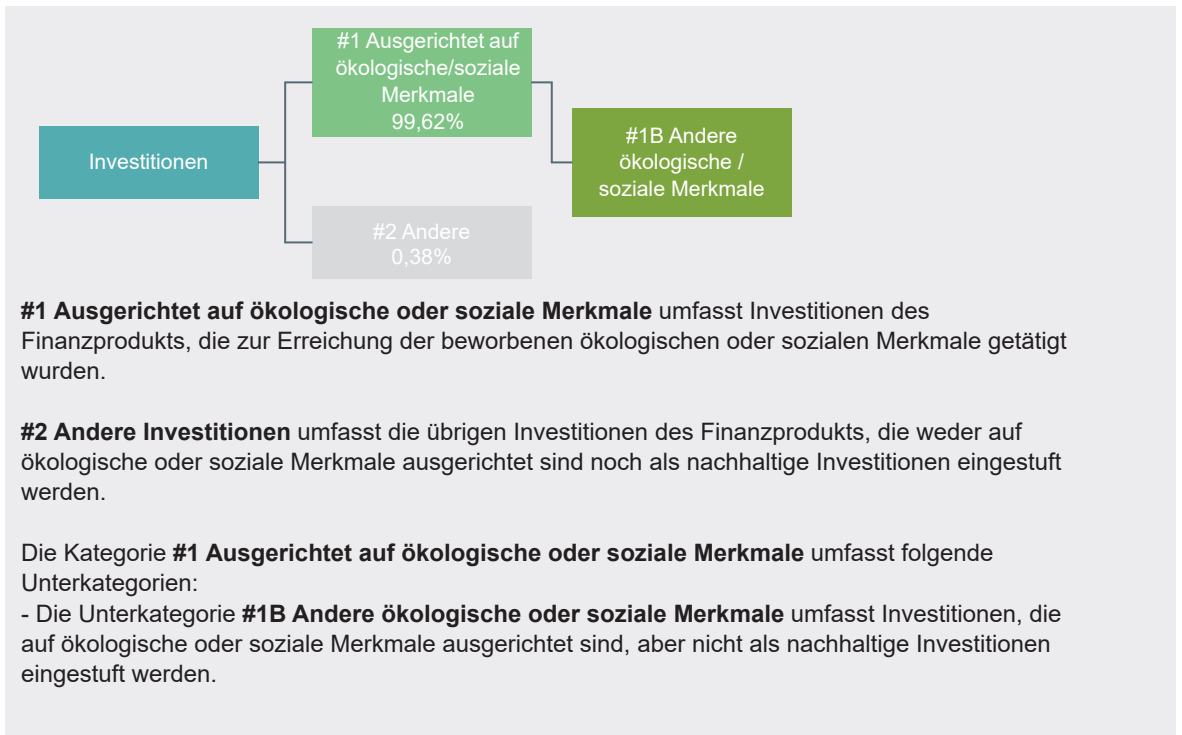 #1 Ausgerichtet auf
ökologische/soziale
Merkmale
99,62%
Investitionen
#1B Andere
ökologische /
soziale Merkmale
#2 Andere
0,38%
#1 Ausgerichtet auf ökologische oder soziale Merkmale umfasst Investitionen des
Finanzprodukts, die zur Erreichung der beworbenen ökologischen oder sozialen Merkmale getätigt
wurden.
#2 Andere Investitionen umfasst die übrigen Investitionen des Finanzprodukts, die weder auf
ökologische oder soziale Merkmale ausgerichtet sind noch als nachhaltige Investitionen eingestuft
werden.
Die Kategorie #1 Ausgerichtet auf ökologische oder soziale Merkmale umfasst folgende
Unterkategorien:
- Die Unterkategorie #1B Andere ökologische oder soziale Merkmale umfasst Investitionen, die
auf ökologische oder soziale Merkmale ausgerichtet sind, aber nicht als nachhaltige Investitionen
eingestuft werden.